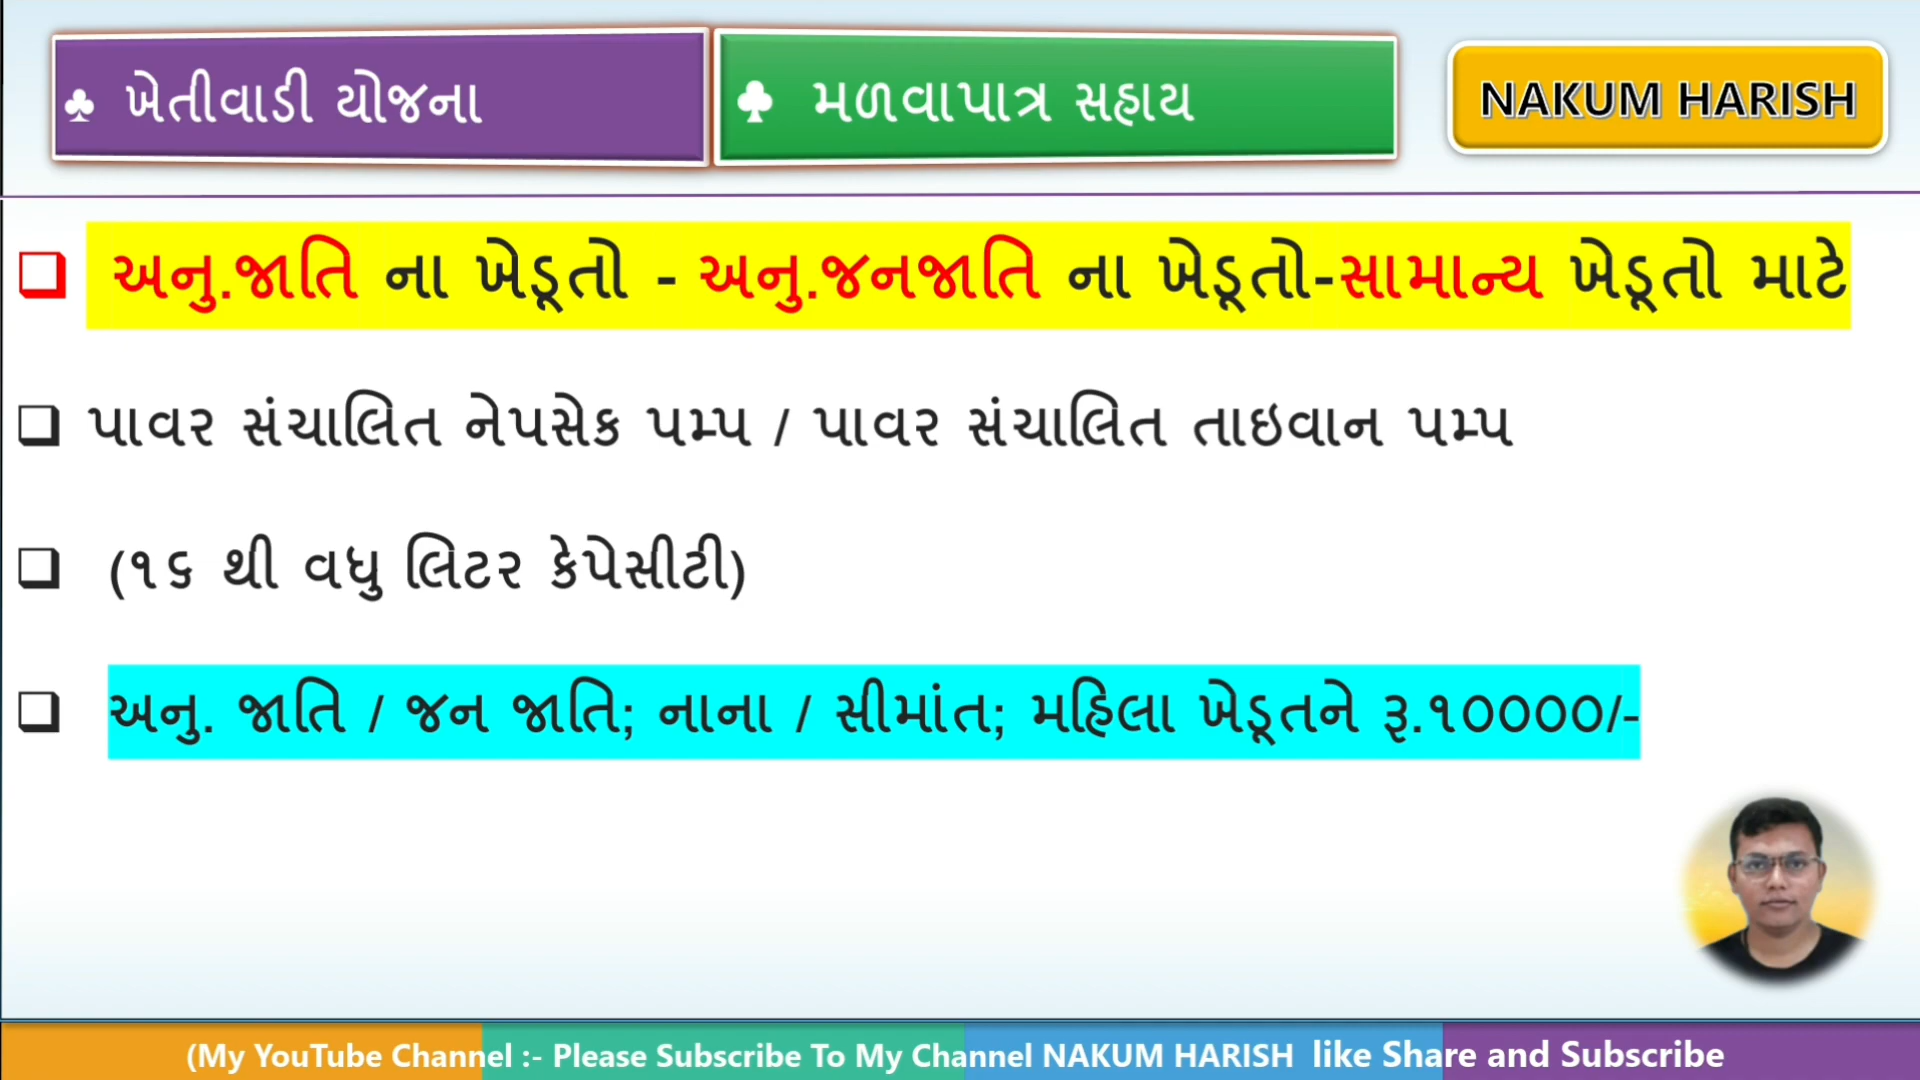 ♣ ખેતીવાડી યોજના
♣ મળવાપાત્ર સહાય
NAKUM HARISH
❑ અનુ.જાતિ ના ખેડૂતો - અનુ.જનજાતિ ના ખેડૂતો-સામાન્ય ખેડૂતો માટે
❑ પાવર સંચાલિત નેપસેક પમ્પ / પાવર સંચાલિત તાઇવાન પમ્પ
❑ (૧૬ થી વધુ લિટર કેપેસીટી)
❑ અનુ. જાતિ / જન જાતિ; નાના / સીમાંત; મહિલા ખેડૂતને રૂ.૧૦૦૦૦/-
(My YouTube Channel :- Please Subscribe To My Channel NAKUM HARISH like Share and Subscribe